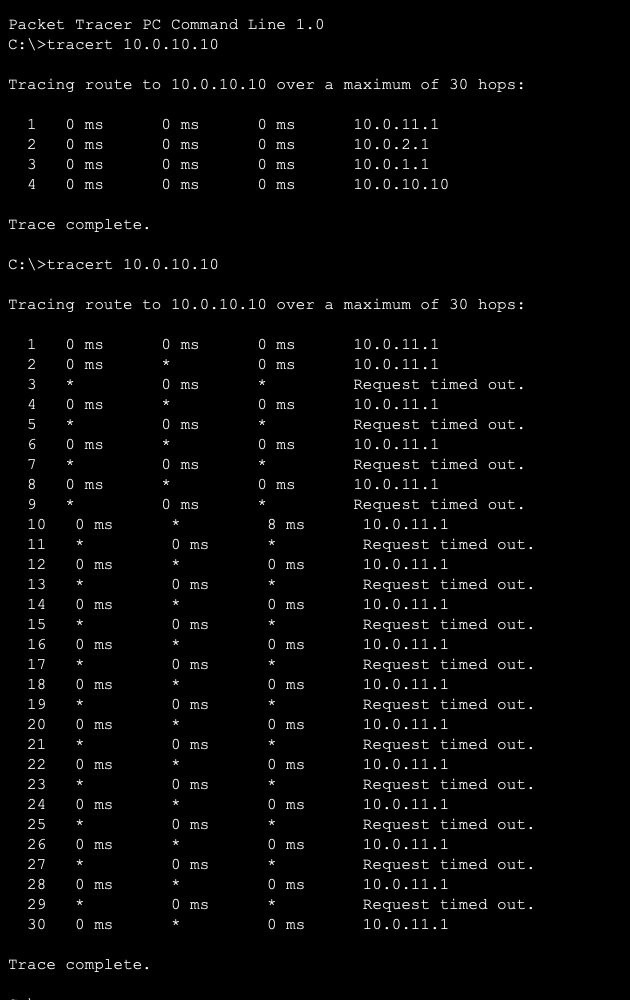 Packet Tracer PC Command Line 1.0
C:\>tracert 10.0.10.10
Tracing route to 10.0.10.10 over a maximum of 30 hops:
1 0 ms 0 ms 0 ms 10.0.11.1
2 0 ms 0 ms 0 ms 10.0.2.1
3 0 ms 0 ms 0 ms 10.0.1.1
4 0 ms 0 ms 0 ms 10.0.10.10
Trace complete.
C:\>tracert 10.0.10.10
Tracing route to 10.0.10.10 over a maximum of 30 hops:
1 0 ms 0 ms 0 ms 10.0.11.1
2 0 ms * 0 ms 10.0.11.1
3 * 0 ms * Request timed out.
4 0 ms * 0 ms 10.0.11.1
5 * 0 ms * Request timed out.
6 0 ms * 0 ms 10.0.11.1
7 * 0 ms * Request timed out.
8 0 ms * 0 ms 10.0.11.1
9 * 0 ms * Request timed out.
10 0 ms * 8 ms 10.0.11.1
11 * 0 ms * Request timed out.
12 0 ms * 0 ms 10.0.11.1
13 * 0 ms * Request timed out.
14 0 ms * 0 ms 10.0.11.1
15 * 0 ms * Request timed out.
16 0 ms * 0 ms 10.0.11.1
17 * 0 ms * Request timed out.
18 0 ms * 0 ms 10.0.11.1
19 * 0 ms * Request timed out.
20 0 ms * 0 ms 10.0.11.1
21 * 0 ms * Request timed out.
22 0 ms * 0 ms 10.0.11.1
23 * 0 ms * Request timed out.
24 0 ms * 0 ms 10.0.11.1
25 * 0 ms * Request timed out.
26 0 ms * 0 ms 10.0.11.1
27 * 0 ms * Request timed out.
28 0 ms * 0 ms 10.0.11.1
29 * 0 ms * Request timed out.
30 0 ms * 0 ms 10.0.11.1
Trace complete.